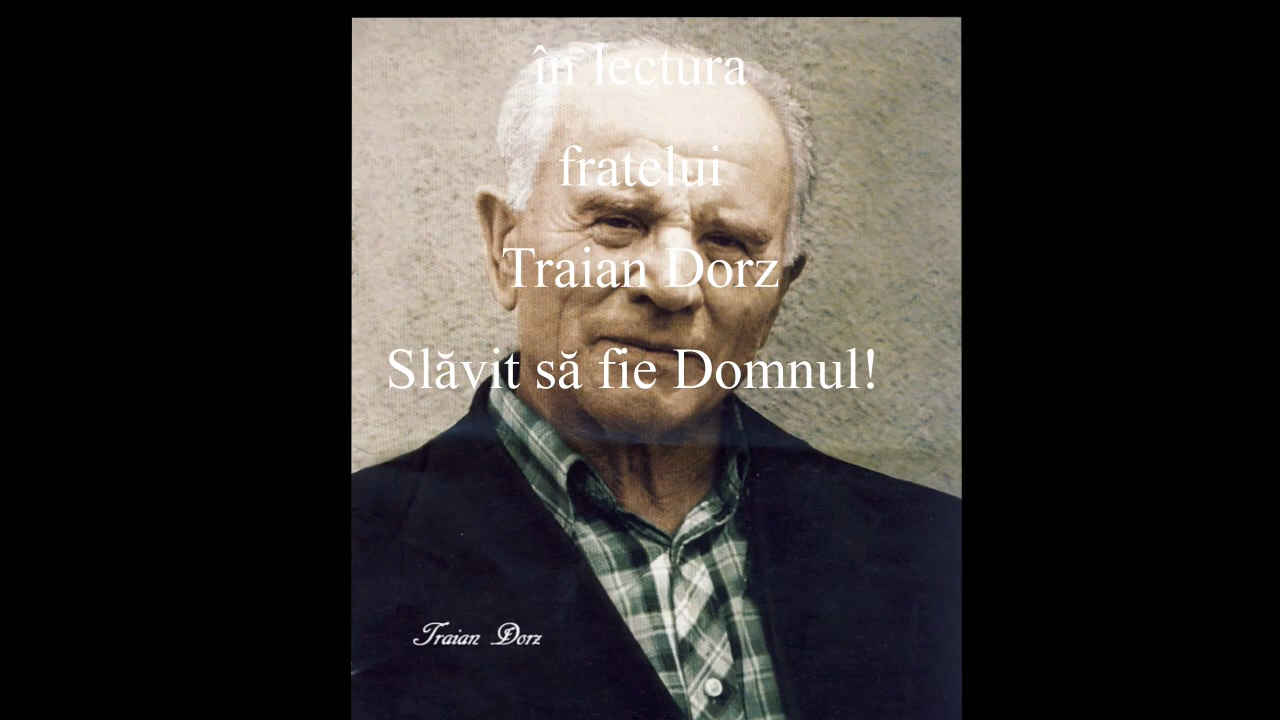 în lectura
fratelui
Traian Dorz
Slăvit să fie Domnul!
Traian Dorz